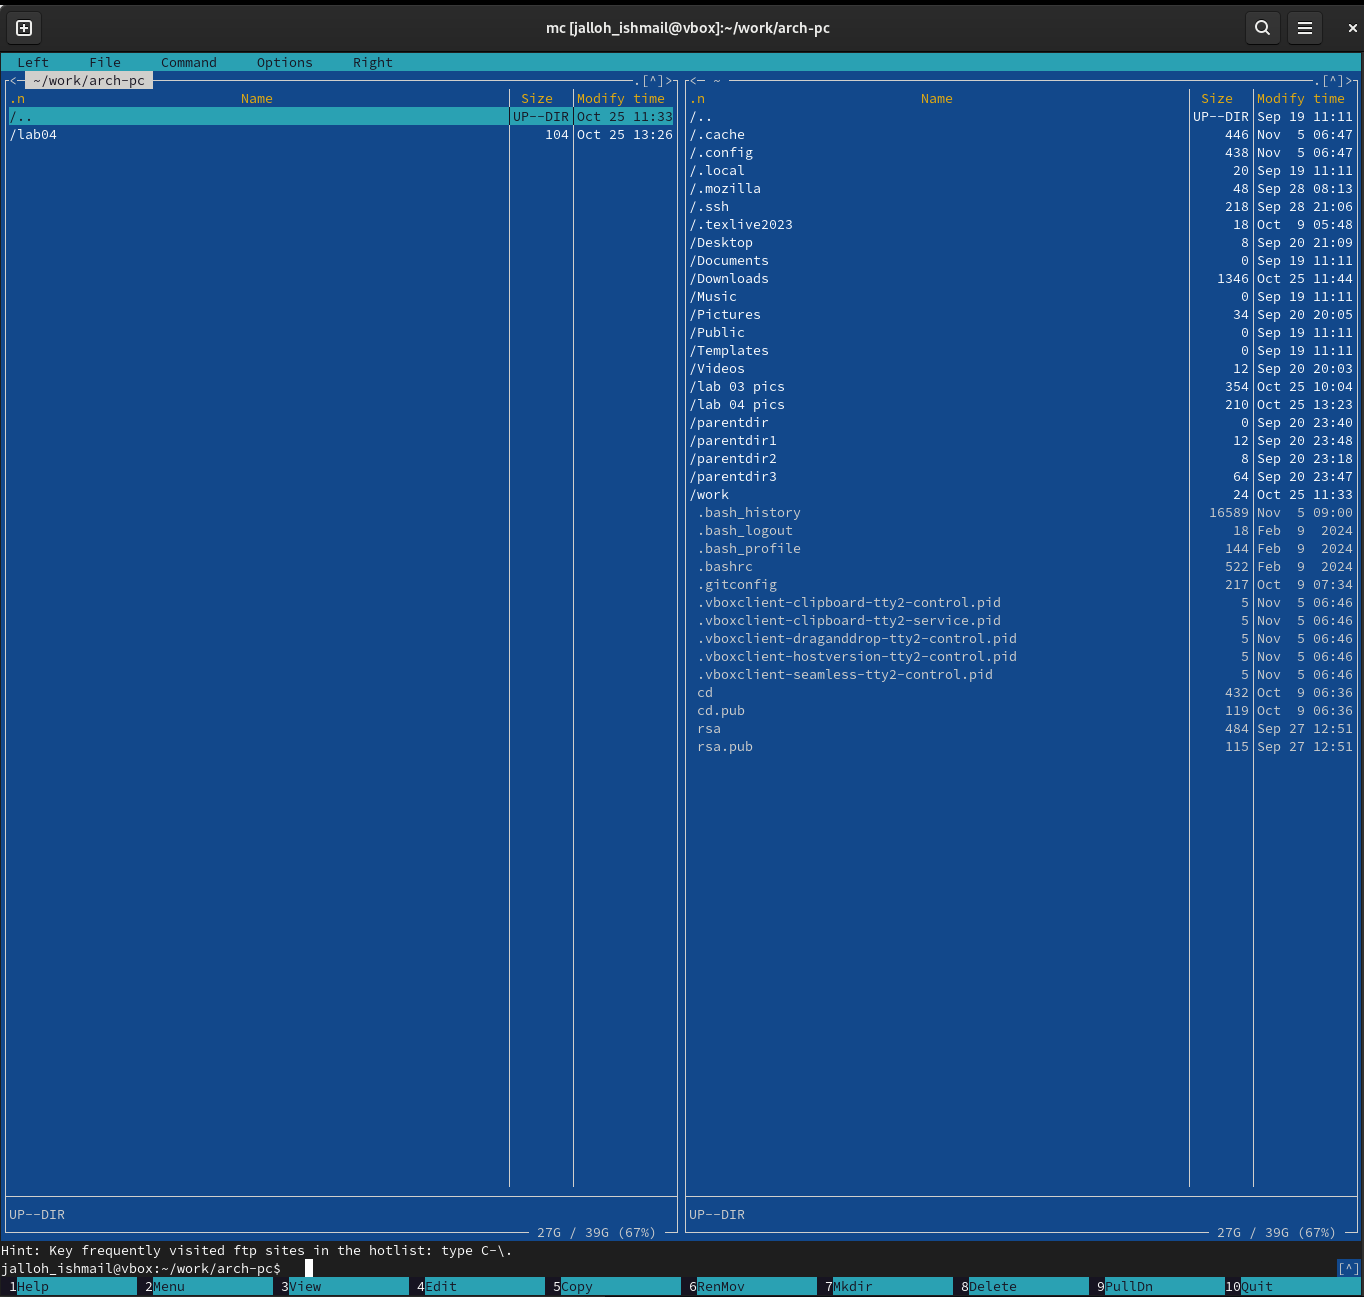 mc [jalloh_ishmail@vbox]:~/work/arch-pc
Left File Command Options Right
<─ ~/work/arch-pc .[^]>
.n Name Size Modify time
/.. UP--DIR Oct 25 11:33
/lab04 104 Oct 25 13:26
UP--DIR
27G / 39G (67%)
<─ ~ .[^]>
.n Name Size Modify time
/.. UP--DIR Sep 19 11:11
/.cache 446 Nov 5 06:47
/.config 438 Nov 5 06:47
/.local 20 Sep 19 11:11
/.mozilla 48 Sep 28 08:13
/.ssh 218 Sep 28 21:06
/.texlive2023 18 Oct 9 05:48
/Desktop 8 Sep 20 21:09
/Documents 0 Sep 19 11:11
/Downloads 1346 Oct 25 11:44
/Music 0 Sep 19 11:11
/Pictures 34 Sep 20 20:05
/Public 0 Sep 19 11:11
/Templates 0 Sep 19 11:11
/Videos 12 Sep 20 20:03
/lab 03 pics 354 Oct 25 10:04
/lab 04 pics 210 Oct 25 13:23
/parentdir 0 Sep 20 23:40
/parentdir1 12 Sep 20 23:48
/parentdir2 8 Sep 20 23:18
/parentdir3 64 Sep 20 23:47
/work 24 Oct 25 11:33
.bash_history 16589 Nov 5 09:00
.bash_logout 18 Feb 9 2024
.bash_profile 144 Feb 9 2024
.bashrc 522 Feb 9 2024
.gitconfig 217 Oct 9 07:34
.vboxclient-clipboard-tty2-control.pid 5 Nov 5 06:46
.vboxclient-clipboard-tty2-service.pid 5 Nov 5 06:46
.vboxclient-draganddrop-tty2-control.pid 5 Nov 5 06:46
.vboxclient-hostversion-tty2-control.pid 5 Nov 5 06:46
.vboxclient-seamless-tty2-control.pid 5 Nov 5 06:46
cd 432 Oct 9 06:36
cd.pub 119 Oct 9 06:36
rsa 484 Sep 27 12:51
rsa.pub 115 Sep 27 12:51
UP--DIR
27G / 39G (67%)
Hint: Key frequently visited ftp sites in the hotlist: type C-\.
jalloh_ishmail@vbox:~/work/arch-pc$ [^]
1Help 2Menu 3View 4Edit 5Copy 6RenMov 7Mkdir 8Delete 9PullDn 10Quit